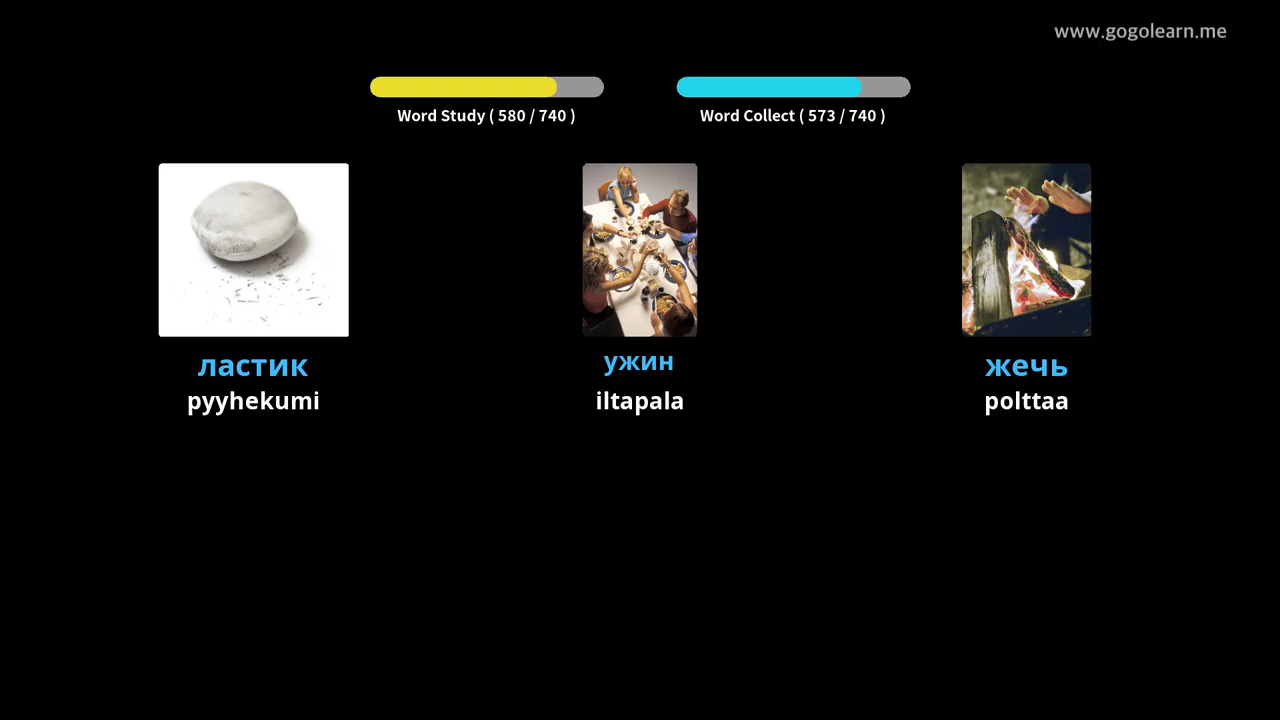 www.gogolearn.me
Word Study ( 580 / 740 )
Word Collect ( 573 / 740 )
ластик
pyyhekumi
ужин
iltapala
жечь
polttaa